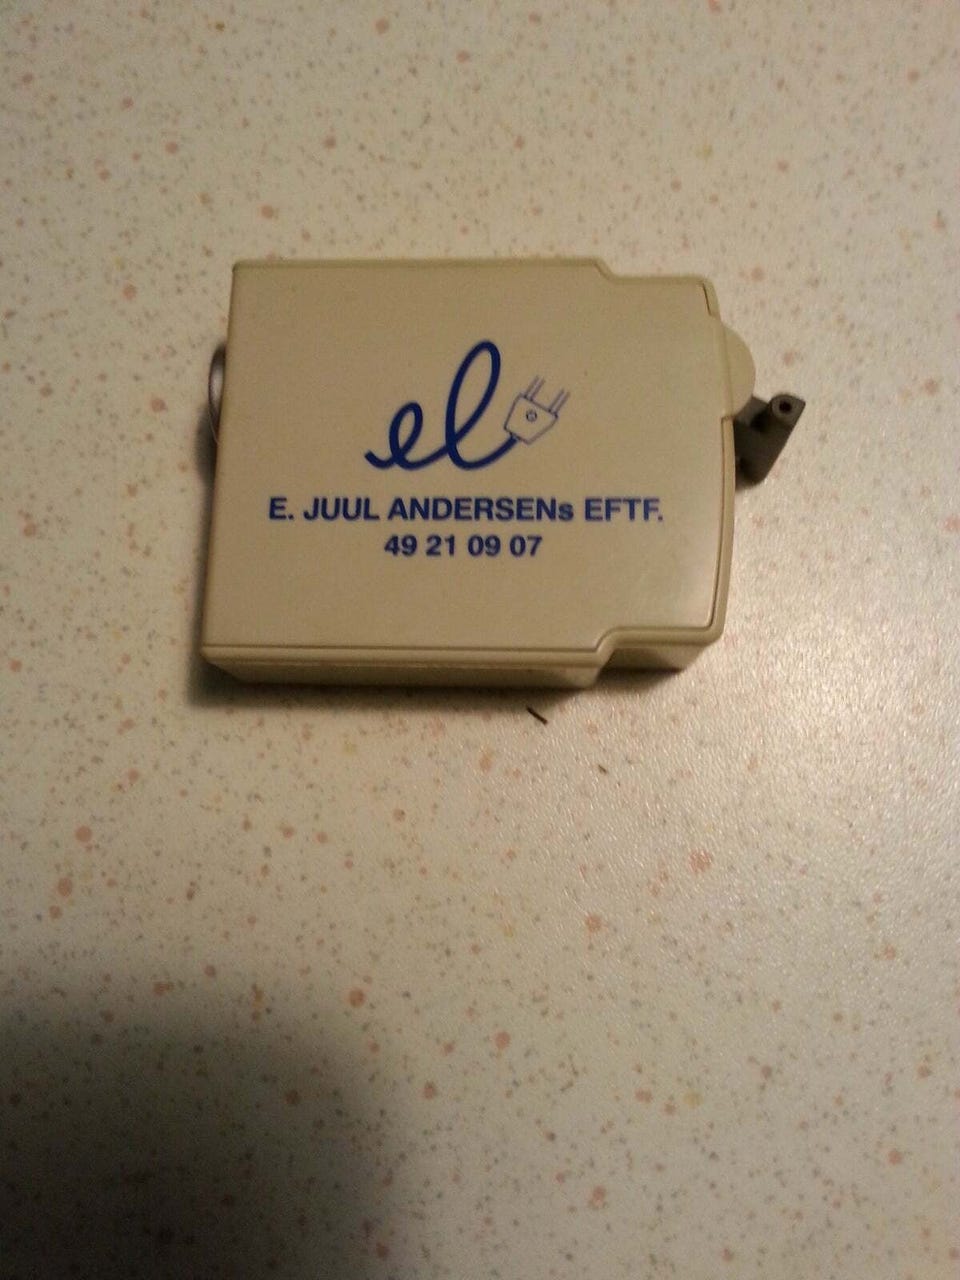 el
E. JUUL ANDERSENs EFTF.
49 21 09 07